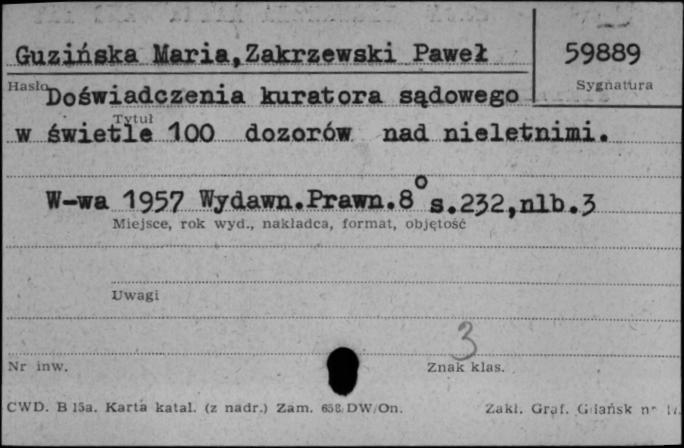 Guzińska Maria,Zakrzewski Paweł
59889
Hasło
Sygnatura
Doświadczenia kuratora sądowego
Tytuł
w świetle 100 dozorów nad nieletnimi.
W-wa 1957 Wydawn.Prawn.8° s.232,nlb.3
Miejsce, rok wyd., nakładca, format, objętość
Uwagi
3
Nr inw.
Znak klas.
CWD. B 15a. Karta katal. (z nadr.) Zam. 658 DW/On.
Zakł. Graf. Gdańsk